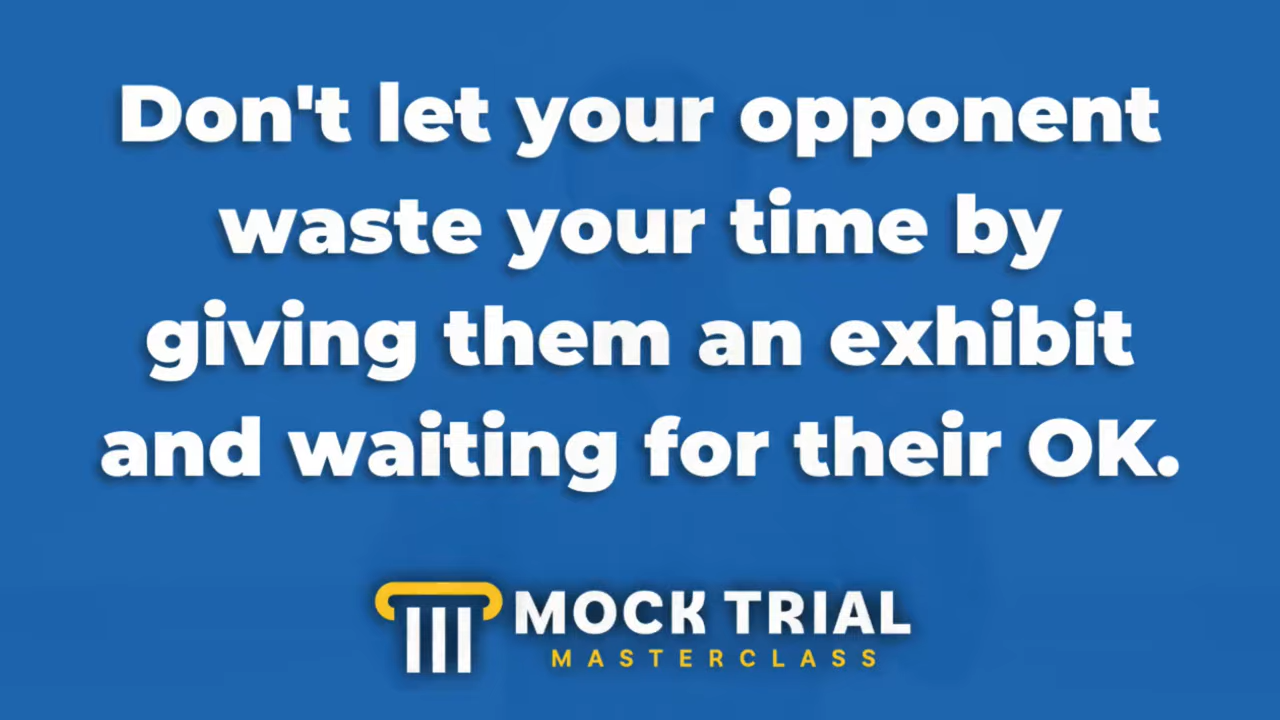 Don't let your opponent
waste your time by
giving them an exhibit
and waiting for their OK.
MOCK TRIAL
MASTERCLASS